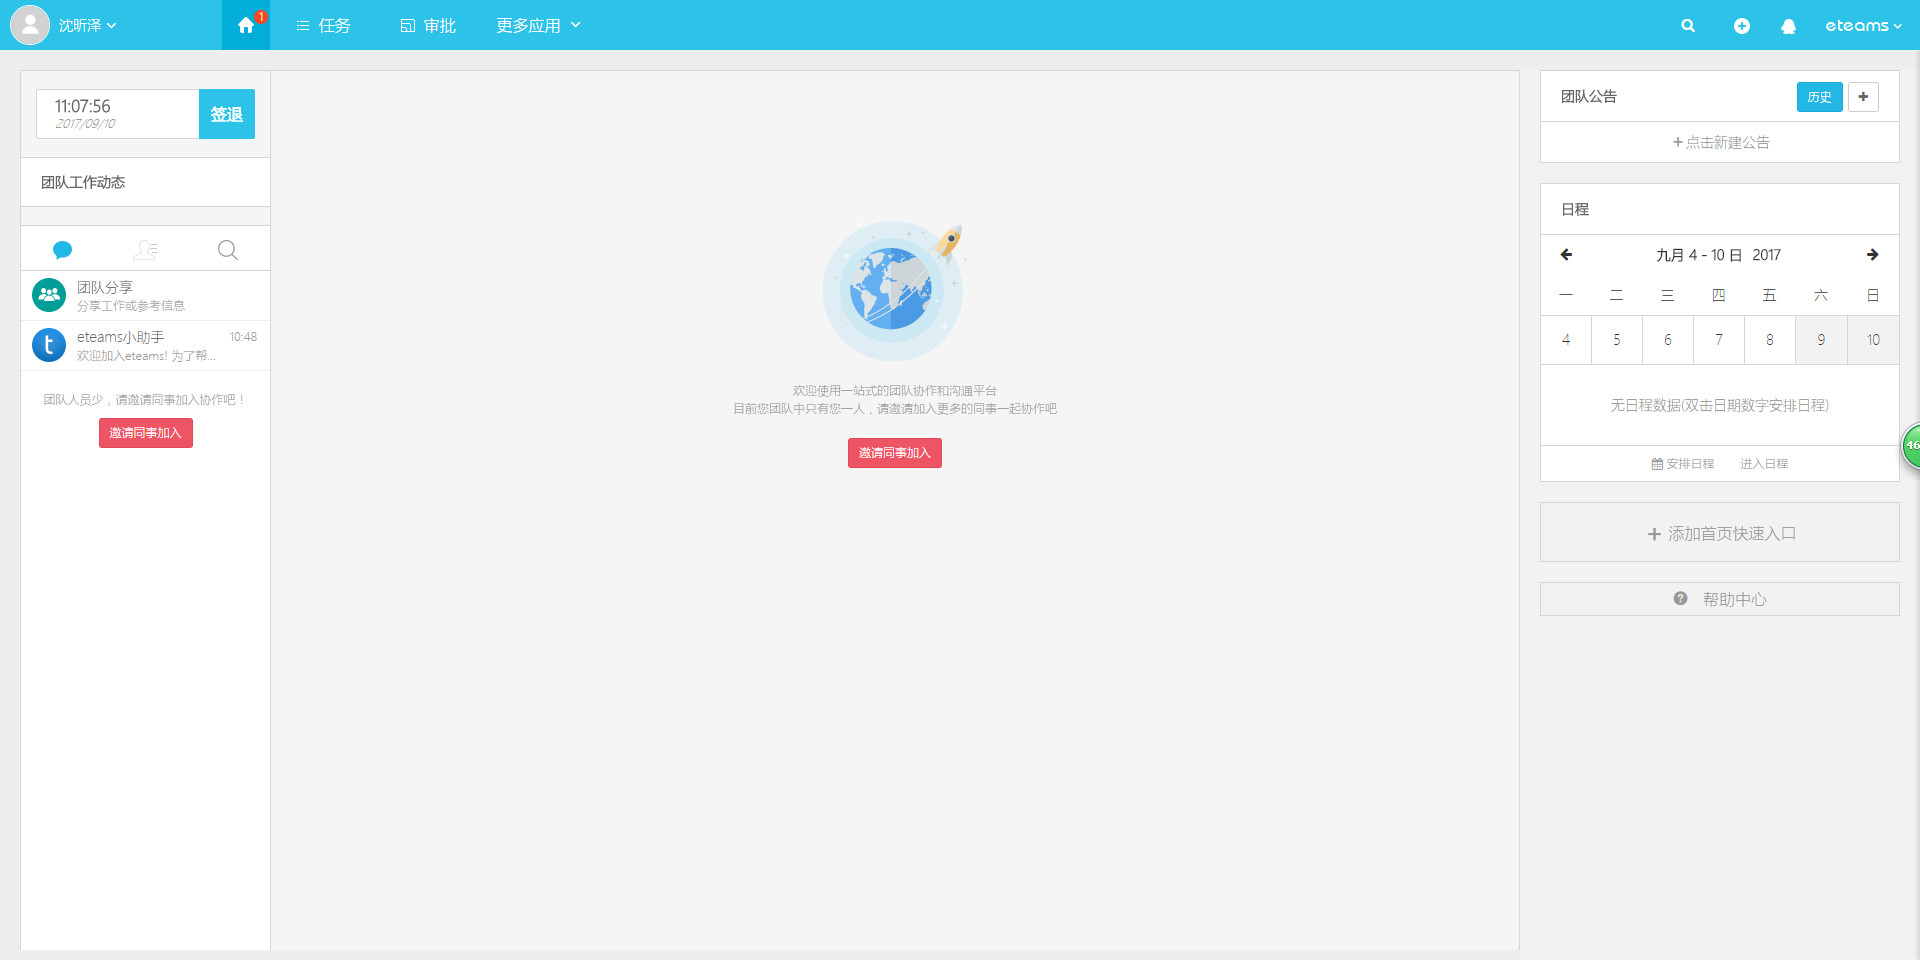 沈昕泽
1
任务
审批
更多应用
eteams
11:07:56
2017/09/10
签退
团队工作动态
团队分享
分享工作或参考信息
eteams小助手
10:48
欢迎加入eteams! 为了帮...
团队人员少，请邀请同事加入协作吧！
邀请同事加入
欢迎使用一站式的团队协作和沟通平台
目前您团队中只有您一人，请邀请加入更多的同事一起协作吧
邀请同事加入
团队公告
历史
点击新建公告
日程
九月 4 - 10 日 2017
一 二 三 四 五 六 日
4 5 6 7 8 9 10
无日程数据(双击日期数字安排日程)
安排日程 进入日程
添加首页快速入口
帮助中心
46